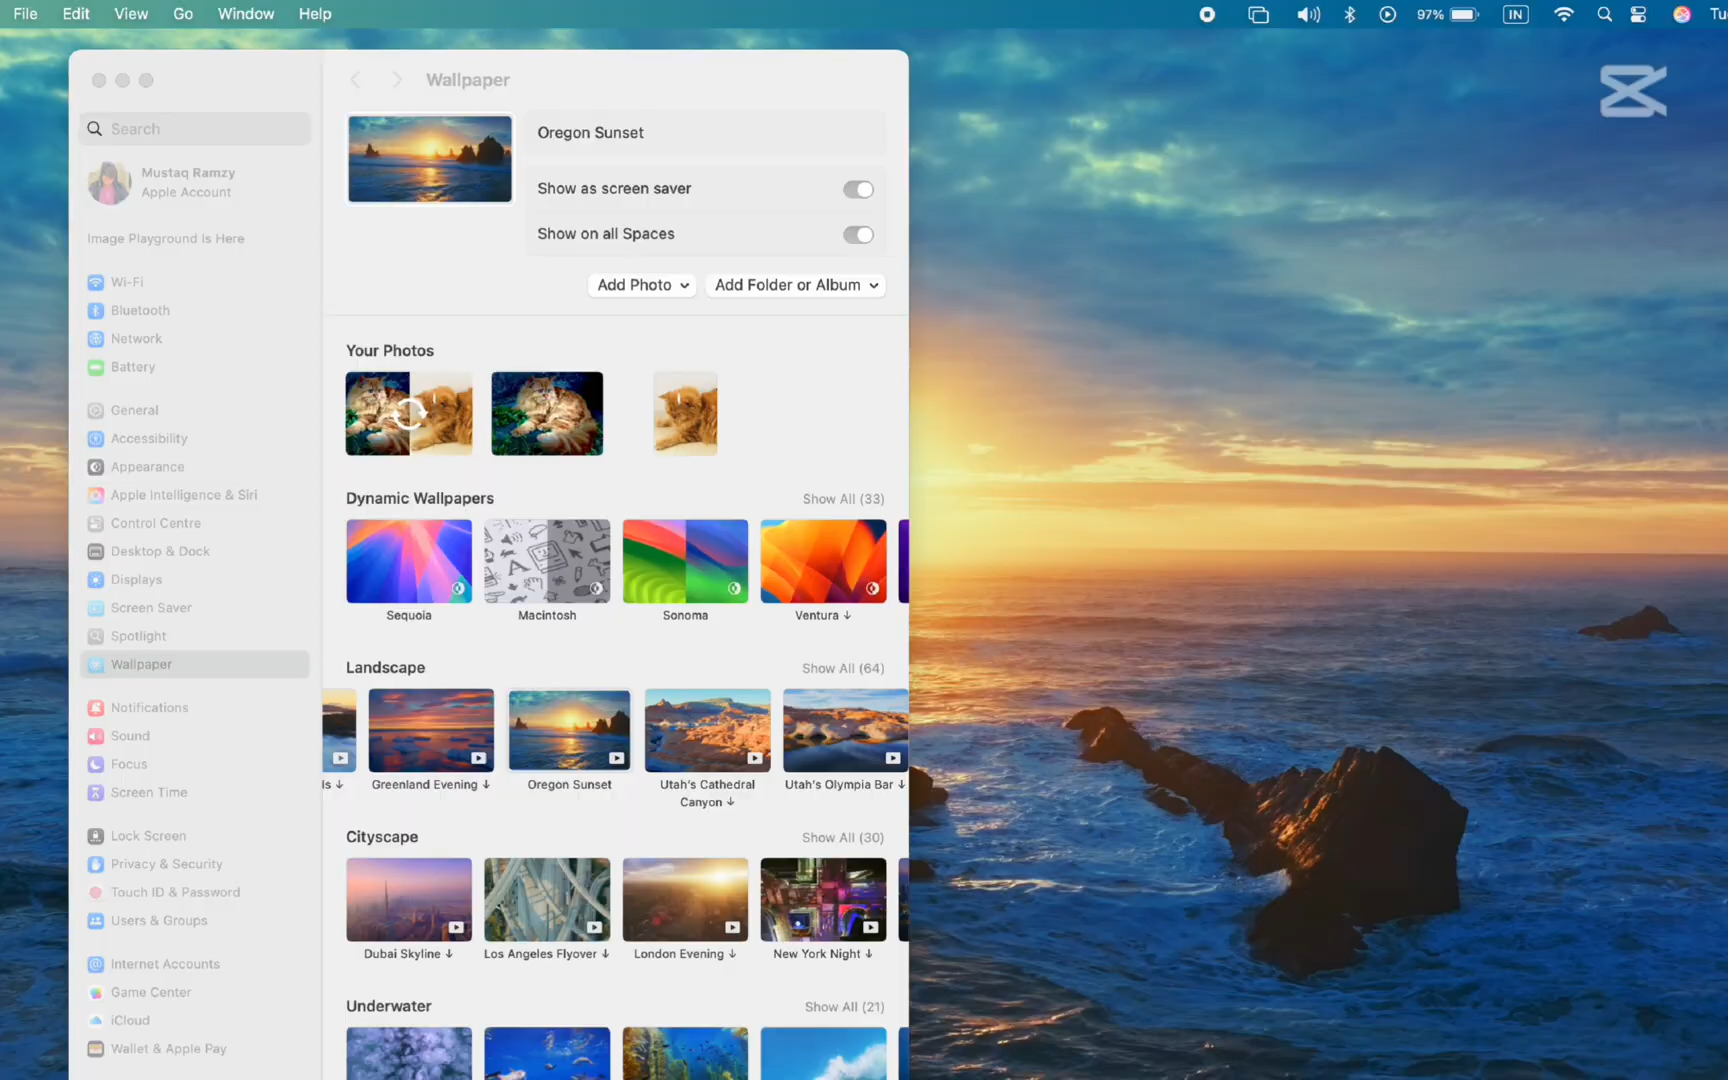 File Edit View Go Window Help
97% IN
Wallpaper
Search
Mustaq Ramzy
Apple Account
Image Playground Is Here
Wi-Fi
Bluetooth
Network
Battery
General
Accessibility
Appearance
Apple Intelligence & Siri
Control Centre
Desktop & Dock
Displays
Screen Saver
Spotlight
Wallpaper
Notifications
Sound
Focus
Screen Time
Lock Screen
Privacy & Security
Touch ID & Password
Users & Groups
Internet Accounts
Game Center
iCloud
Wallet & Apple Pay
Oregon Sunset
Show as screen saver
Show on all Spaces
Add Photo Add Folder or Album
Your Photos
Dynamic Wallpapers Show All (33)
Sequoia Macintosh Sonoma Ventura ↓
Landscape Show All (64)
ls ↓ Greenland Evening ↓ Oregon Sunset Utah's Cathedral Utah's Olympia Bar ↓
Canyon ↓
Cityscape Show All (30)
Dubai Skyline ↓ Los Angeles Flyover ↓ London Evening ↓ New York Night ↓
Underwater Show All (21)